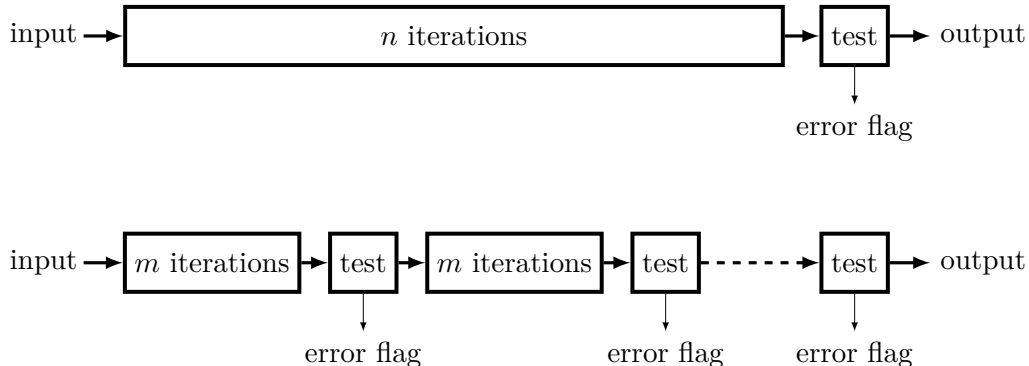 input n iterations test output
error flag
input m iterations test m iterations test test output
error flag error flag error flag